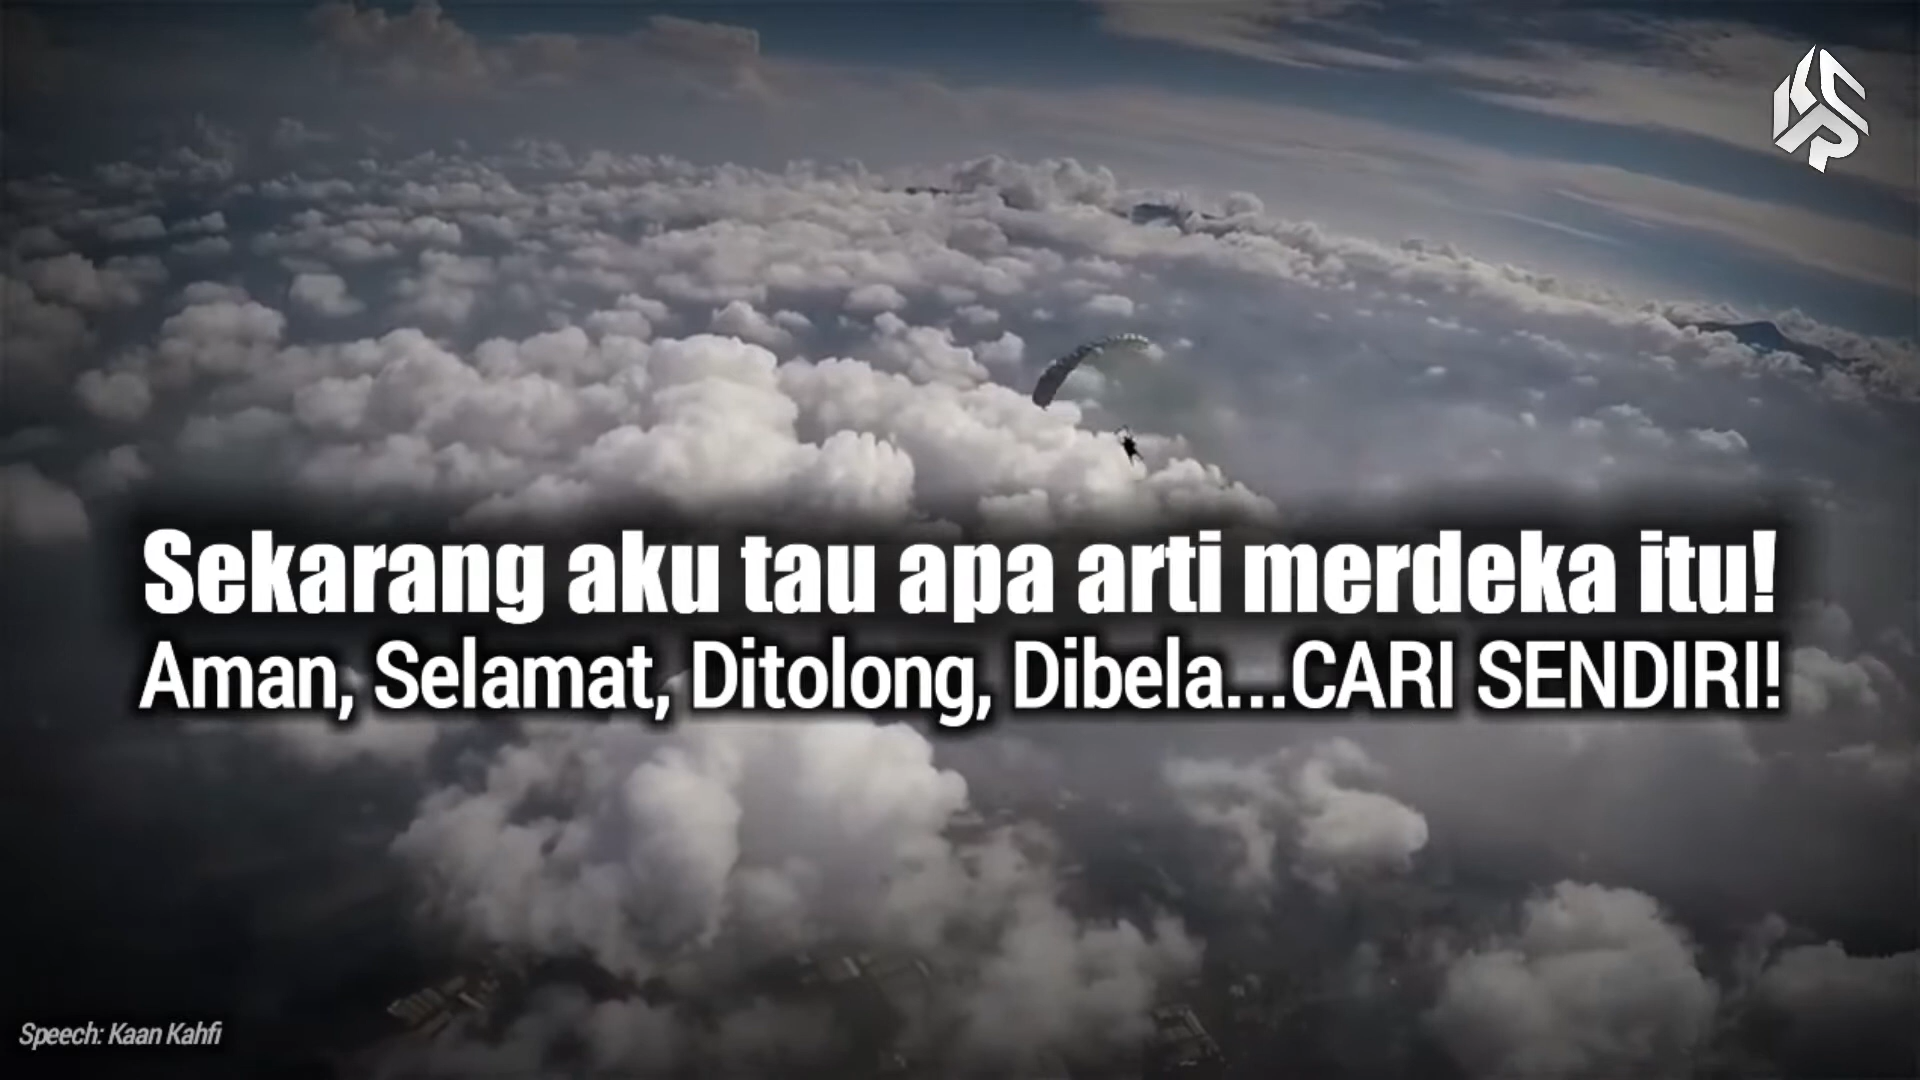 Sekarang aku tau apa arti merdeka itu!
Aman, Selamat, Ditolong, Dibela...CARI SENDIRI!
Speech: Kaan Kahfi